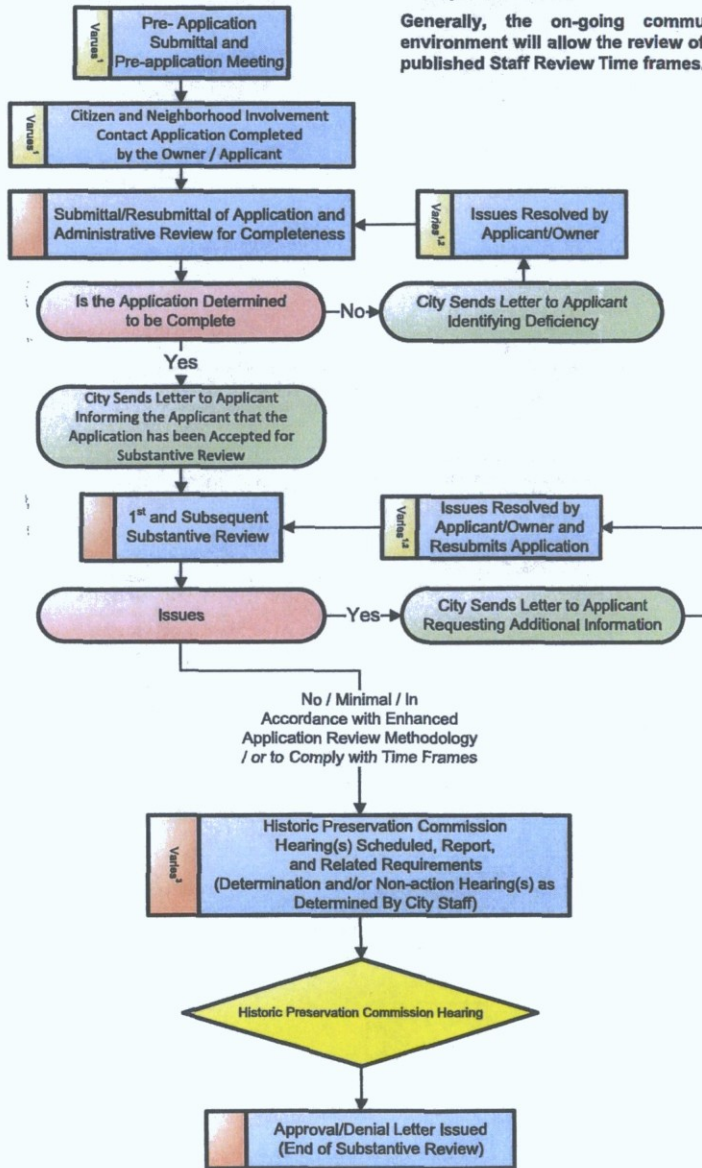 Generally, the on-going commu
environment will allow the review of
published Staff Review Time frames.
Varues¹
Pre- Application
Submittal and
Pre-application Meeting
Varues¹
Citizen and Neighborhood Involvement
Contact Application Completed
by the Owner / Applicant
Submittal/Resubmittal of Application and
Administrative Review for Completeness
Varies¹,²
Issues Resolved by
Applicant/Owner
Is the Application Determined
to be Complete
No
City Sends Letter to Applicant
Identifying Deficiency
Yes
City Sends Letter to Applicant
Informing the Applicant that the
Application has been Accepted for
Substantive Review
1st and Subsequent
Substantive Review
Varies¹,²
Issues Resolved by
Applicant/Owner and
Resubmits Application
Issues
Yes
City Sends Letter to Applicant
Requesting Additional Information
No / Minimal / In
Accordance with Enhanced
Application Review Methodology
/ or to Comply with Time Frames
Varies³
Historic Preservation Commission
Hearing(s) Scheduled, Report,
and Related Requirements
(Determination and/or Non-action Hearing(s) as
Determined By City Staff)
Historic Preservation Commission Hearing
Approval/Denial Letter Issued
(End of Substantive Review)